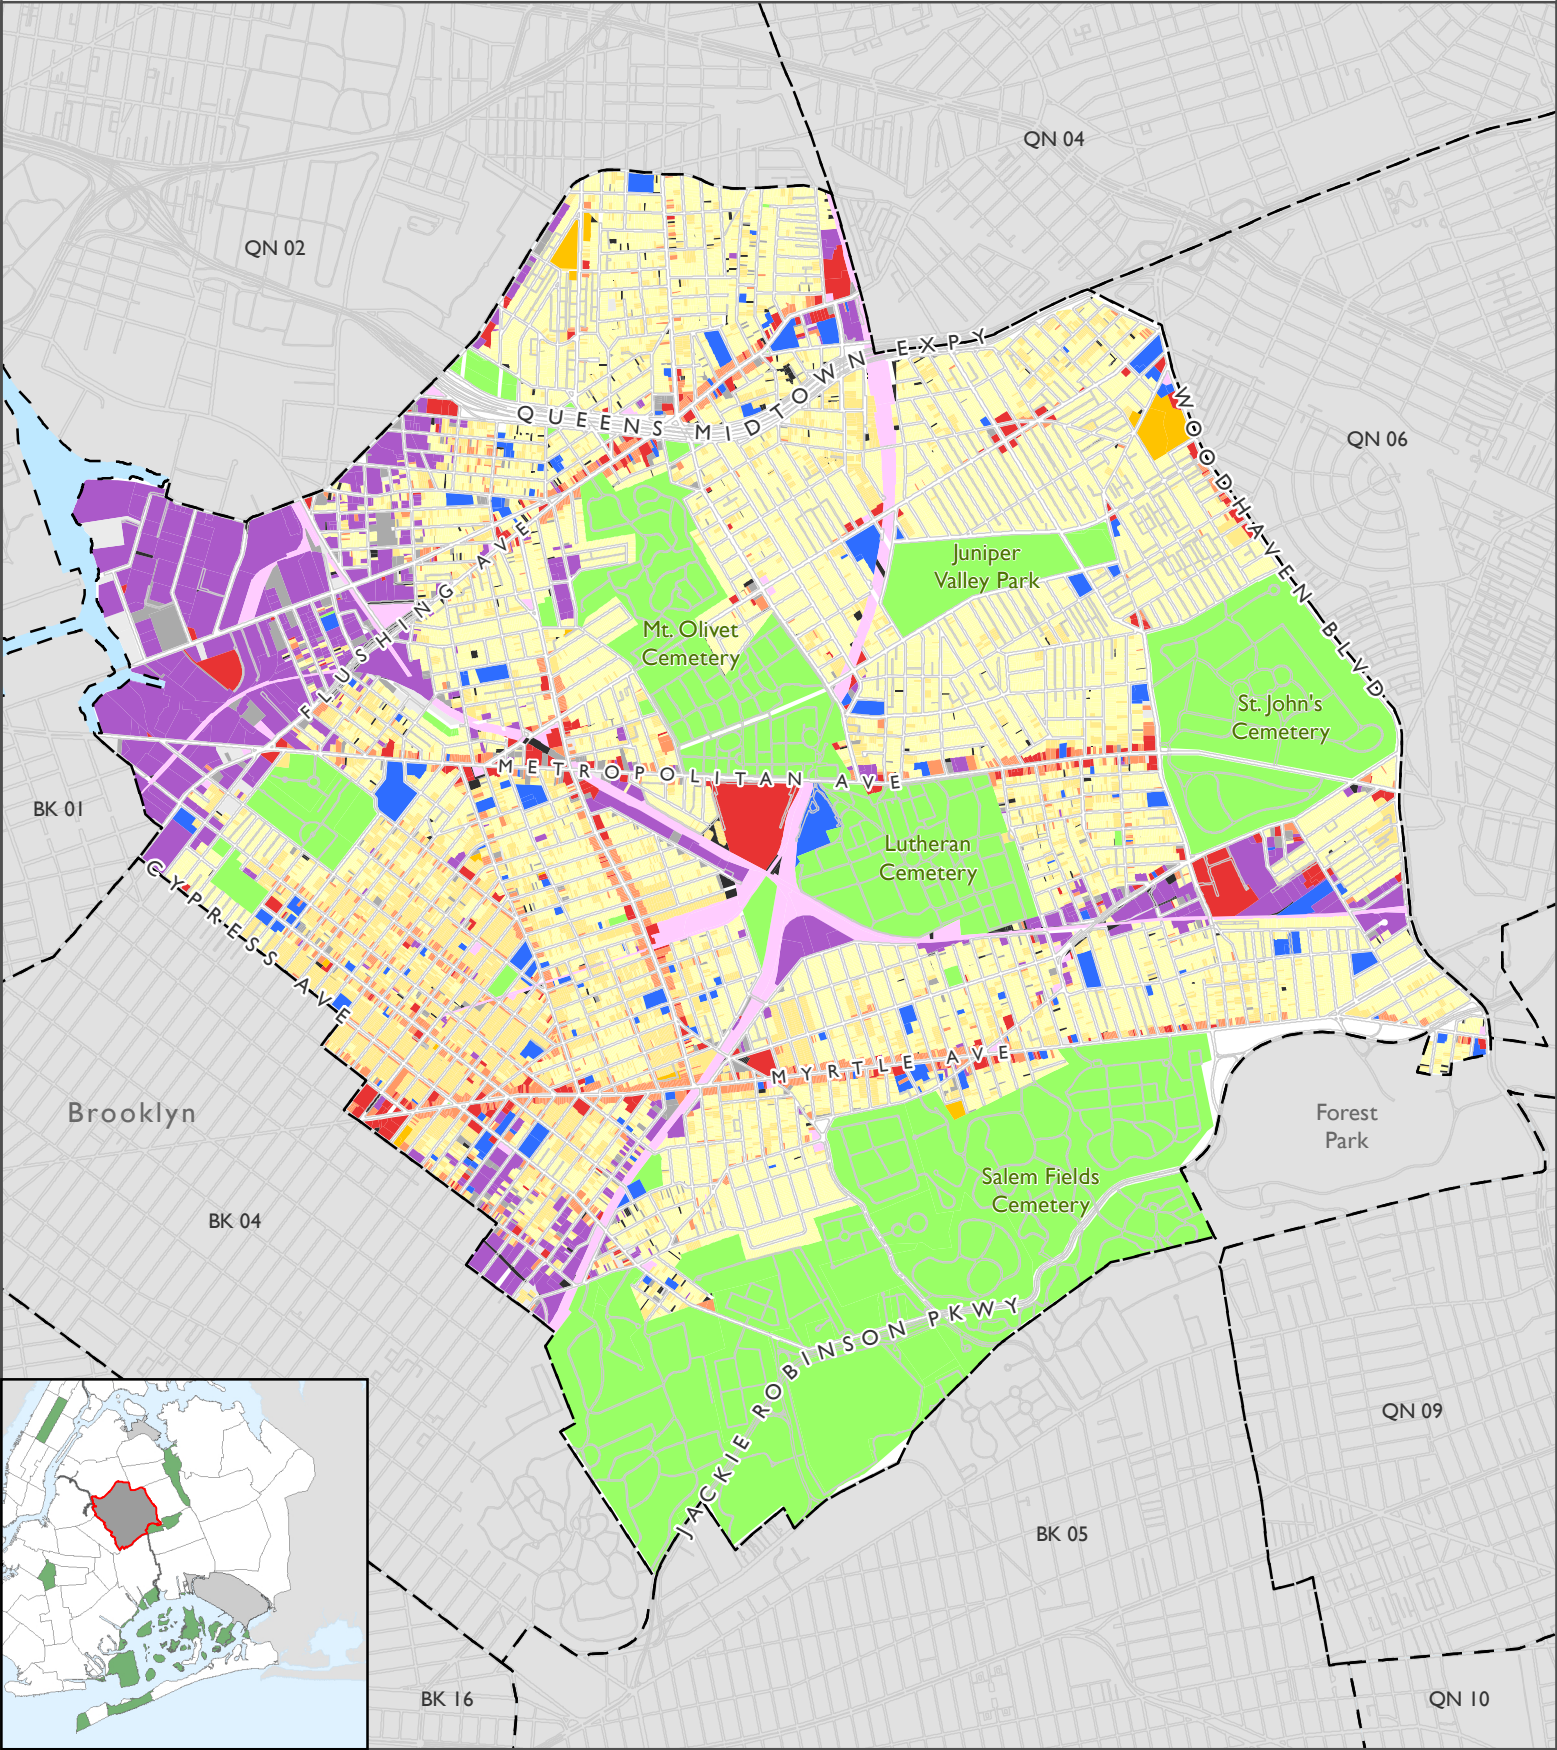 QN 04
QN 02
QUEENS MIDTOWN EXPY
WOODHAVEN BLVD
QN 06
FLUSHING AVE
Juniper
Valley Park
Mt. Olivet
Cemetery
St. John's
Cemetery
METROPOLITAN AVE
BK 01
Lutheran
Cemetery
CYPRESS AVE
MYRTLE AVE
Brooklyn
Forest
Park
Salem Fields
Cemetery
BK 04
JACKIE ROBINSON PKWY
QN 09
BK 05
BK 16
QN 10